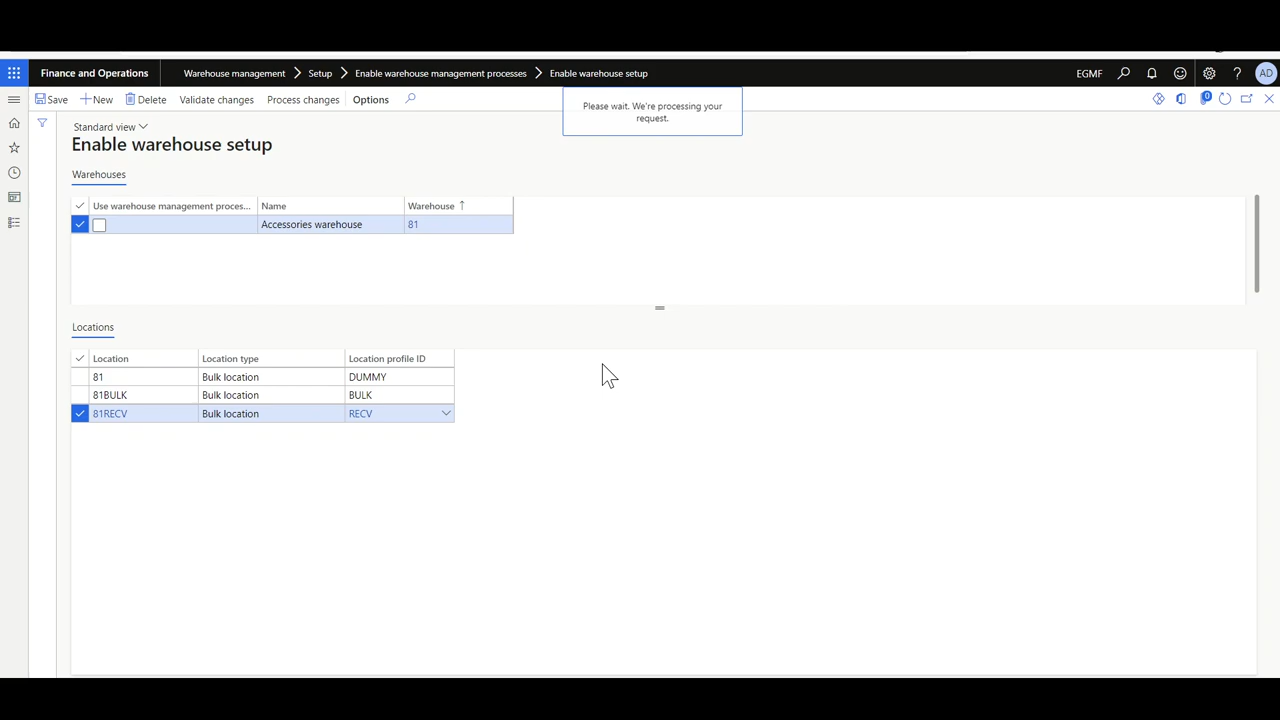 Finance and Operations Warehouse management Setup Enable warehouse management processes Enable warehouse setup EGMF ? AD
Save New Delete Validate changes Process changes Options 0
Please wait. We're processing your
request.
Standard view
Enable warehouse setup
Warehouses
Use warehouse management proces... Name Warehouse ↑
Accessories warehouse 81
Locations
Location Location type Location profile ID
81 Bulk location DUMMY
81BULK Bulk location BULK
81RECV Bulk location RECV